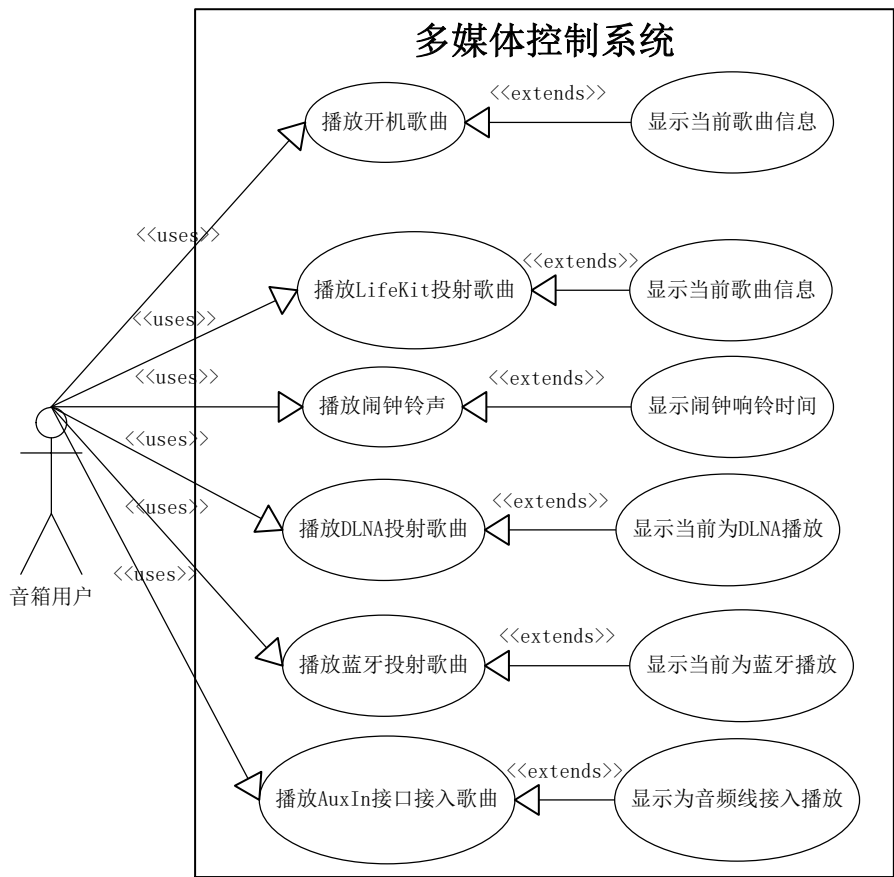 多媒体控制系统
<<extends>>
播放开机歌曲
显示当前歌曲信息
<<uses>>
<<extends>>
播放LifeKit投射歌曲
显示当前歌曲信息
<<uses>>
<<uses>>
<<extends>>
播放闹钟铃声
显示闹钟响铃时间
<<uses>>
<<extends>>
播放DLNA投射歌曲
显示当前为DLNA播放
<<uses>>
音箱用户
<<uses>>
<<extends>>
播放蓝牙投射歌曲
显示当前为蓝牙播放
<<extends>>
播放AuxIn接口接入歌曲
显示为音频线接入播放